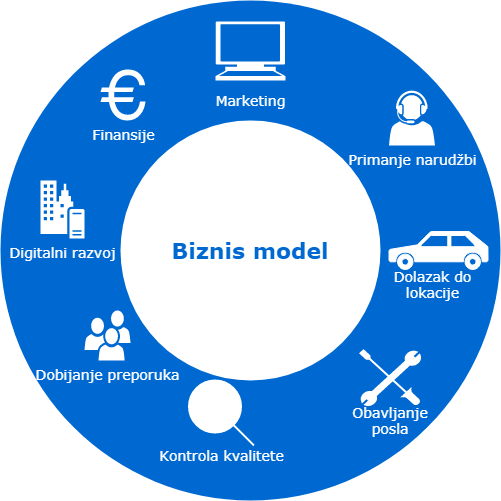 Marketing
Primanje narudžbi
Dolazak do
lokacije
Obavljanje
posla
Kontrola kvalitete
Dobijanje preporuka
Digitalni razvoj
Finansije
Biznis model